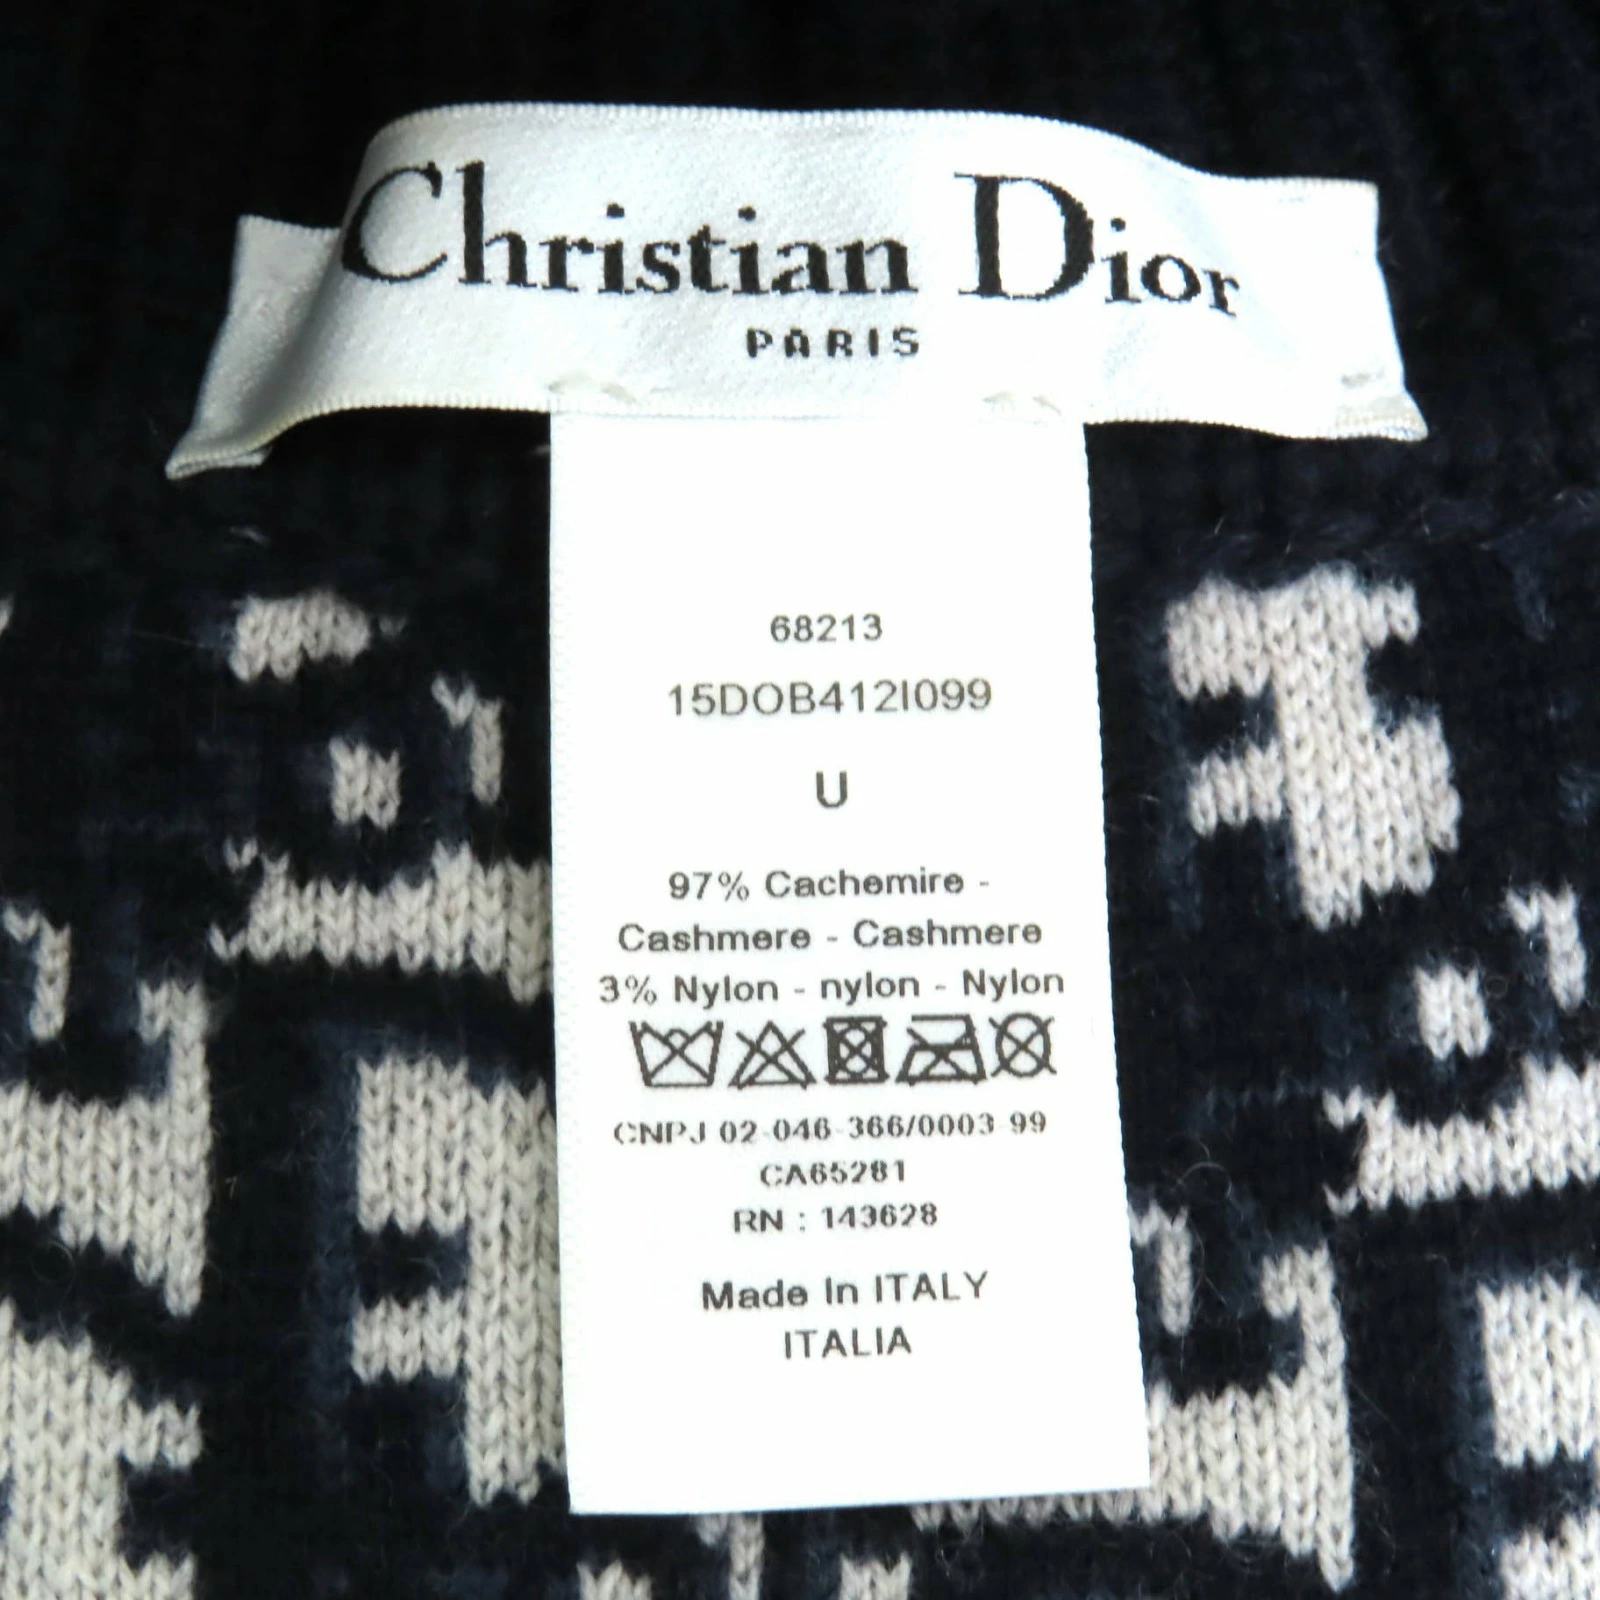 Christian Dior
PARIS
68213
15DOB412I099
U
97% Cachemire -
Cashmere - Cashmere
3% Nylon - nylon - Nylon
CNPJ 02-046-366/0003-99
CA65281
RN : 143628
Made In ITALY
ITALIA